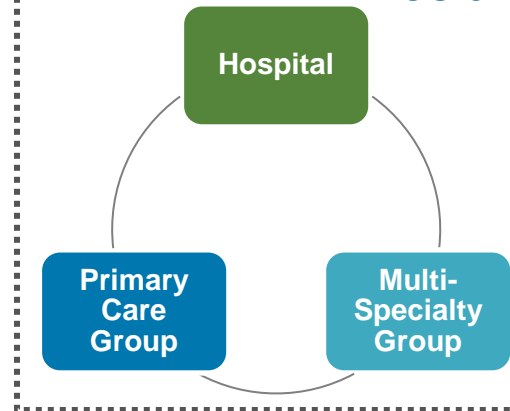 Hospital
Primary
Care
Group
Multi-
Specialty
Group